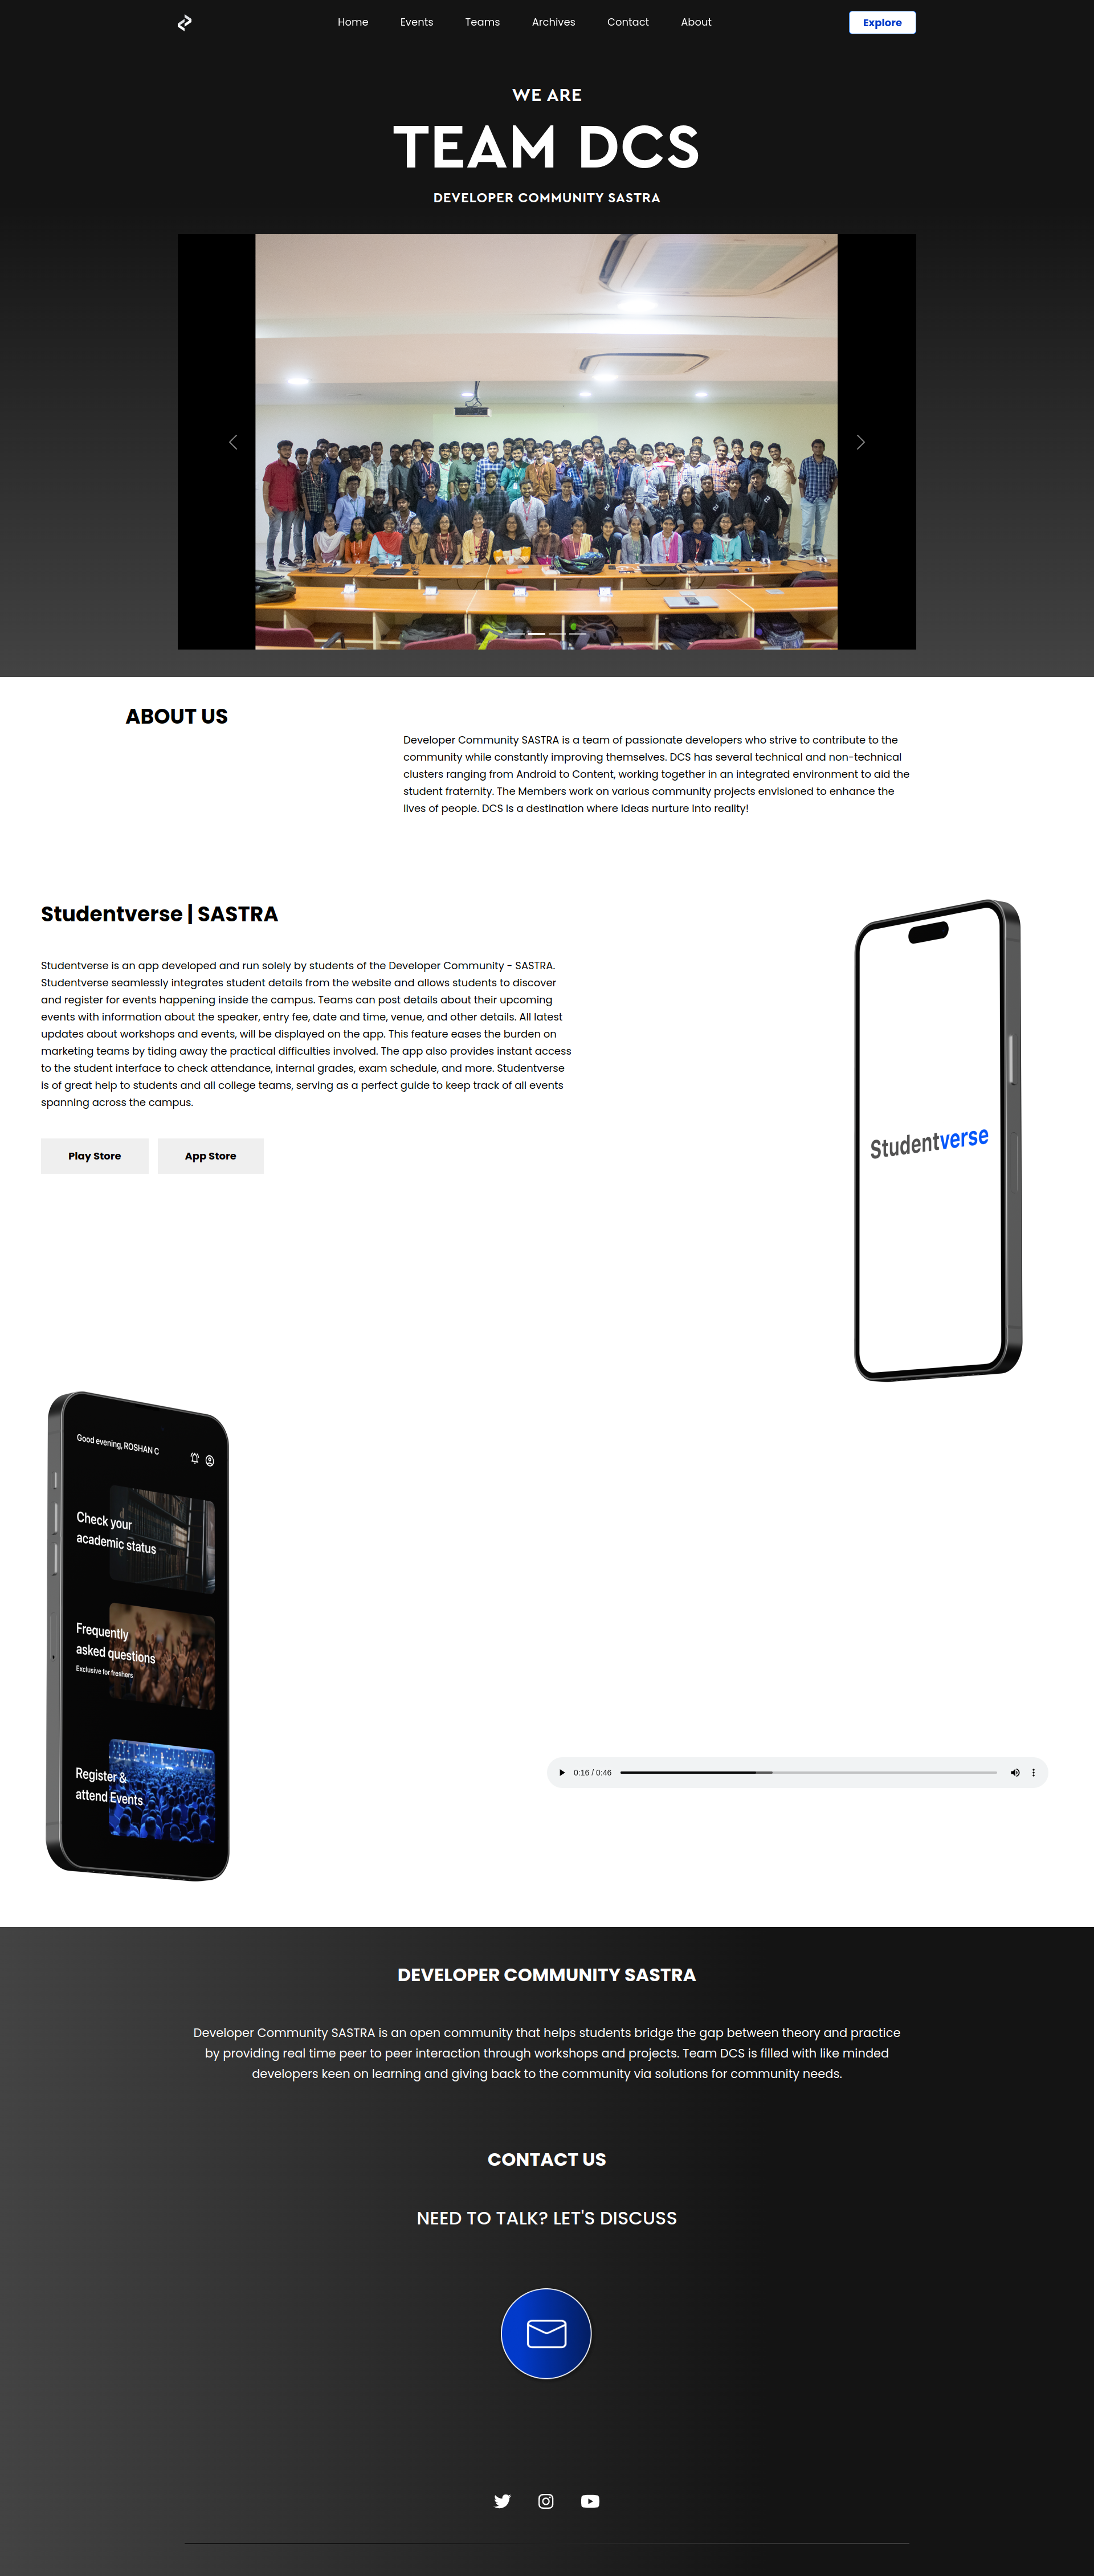 Home Events Teams Archives Contact About Explore
WE ARE
TEAM DCS
DEVELOPER COMMUNITY SASTRA
ABOUT US
Developer Community SASTRA is a team of passionate developers who strive to contribute to the
community while constantly improving themselves. DCS has several technical and non-technical
clusters ranging from Android to Content, working together in an integrated environment to aid the
student fraternity. The Members work on various community projects envisioned to enhance the
lives of people. DCS is a destination where ideas nurture into reality!
Studentverse | SASTRA
Studentverse is an app developed and run solely by students of the Developer Community - SASTRA.
Studentverse seamlessly integrates student details from the website and allows students to discover
and register for events happening inside the campus. Teams can post details about their upcoming
events with information about the speaker, entry fee, date and time, venue, and other details. All latest
updates about workshops and events, will be displayed on the app. This feature eases the burden on
marketing teams by tiding away the practical difficulties involved. The app also provides instant access
to the student interface to check attendance, internal grades, exam schedule, and more. Studentverse
is of great help to students and all college teams, serving as a perfect guide to keep track of all events
spanning across the campus.
Play Store App Store
Studentverse
Good evening, ROSHAN C
Check your
academic status
Frequently
asked questions
Exclusive for freshers
Register &
attend Events
0:16 / 0:46
DEVELOPER COMMUNITY SASTRA
Developer Community SASTRA is an open community that helps students bridge the gap between theory and practice
by providing real time peer to peer interaction through workshops and projects. Team DCS is filled with like minded
developers keen on learning and giving back to the community via solutions for community needs.
CONTACT US
NEED TO TALK? LET'S DISCUSS